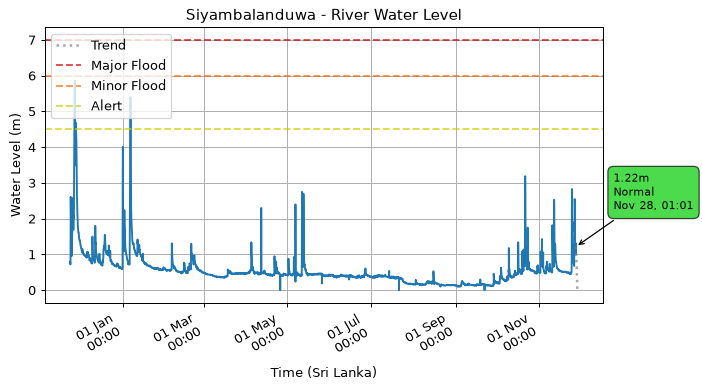 Siyambalanduwa - River Water Level
Trend
Major Flood
Minor Flood
Alert
Water Level (m)
7
6
5
4
3
2
1
0
1.22m
Normal
Nov 28, 01:01
01 Jan
00:00
01 Mar
00:00
01 May
00:00
01 Jul
00:00
01 Sep
00:00
01 Nov
00:00
Time (Sri Lanka)